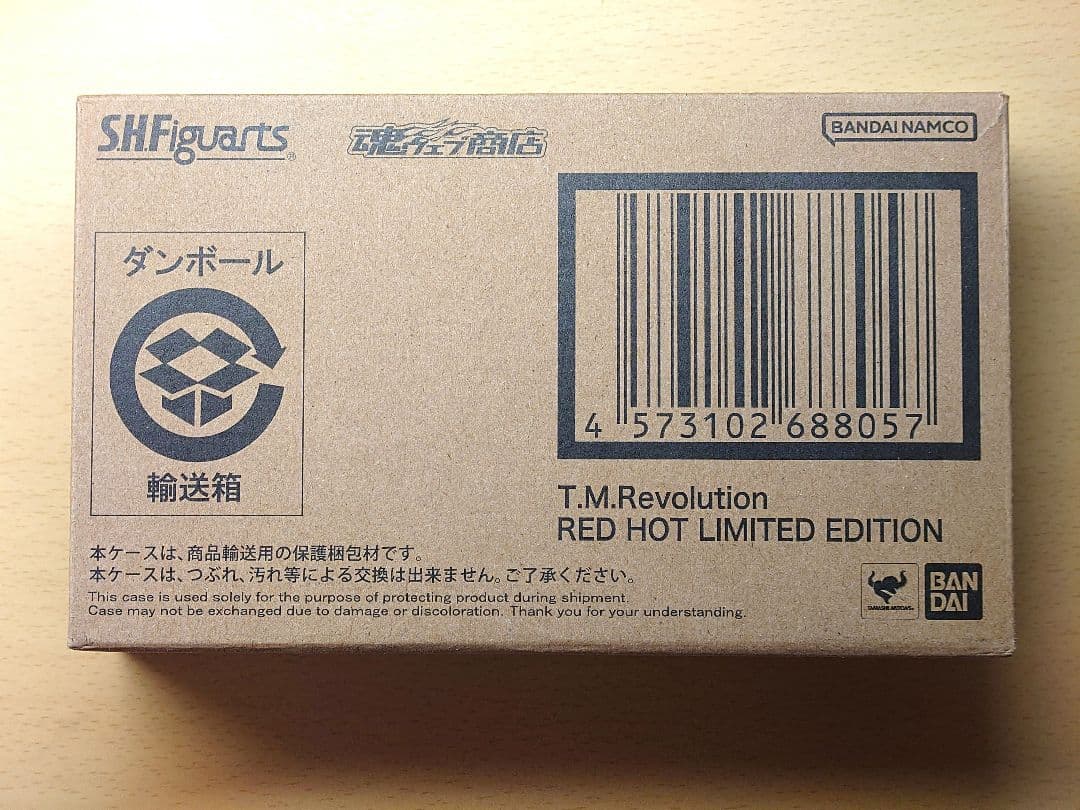 S.H.Figuarts®
魂ウェブ商店
BANDAI NAMCO
ダンボール
輸送箱
4 573102 688057
T.M.Revolution
RED HOT LIMITED EDITION
本ケースは、商品輸送用の保護梱包材です。
本ケースは、つぶれ、汚れ等による交換は出来ません。ご了承ください。
This case is used solely for the purpose of protecting product during shipment.
Case may not be exchanged due to damage or discoloration. Thank you for your understanding.
TAMASHII NATIONS
BAN
DAI